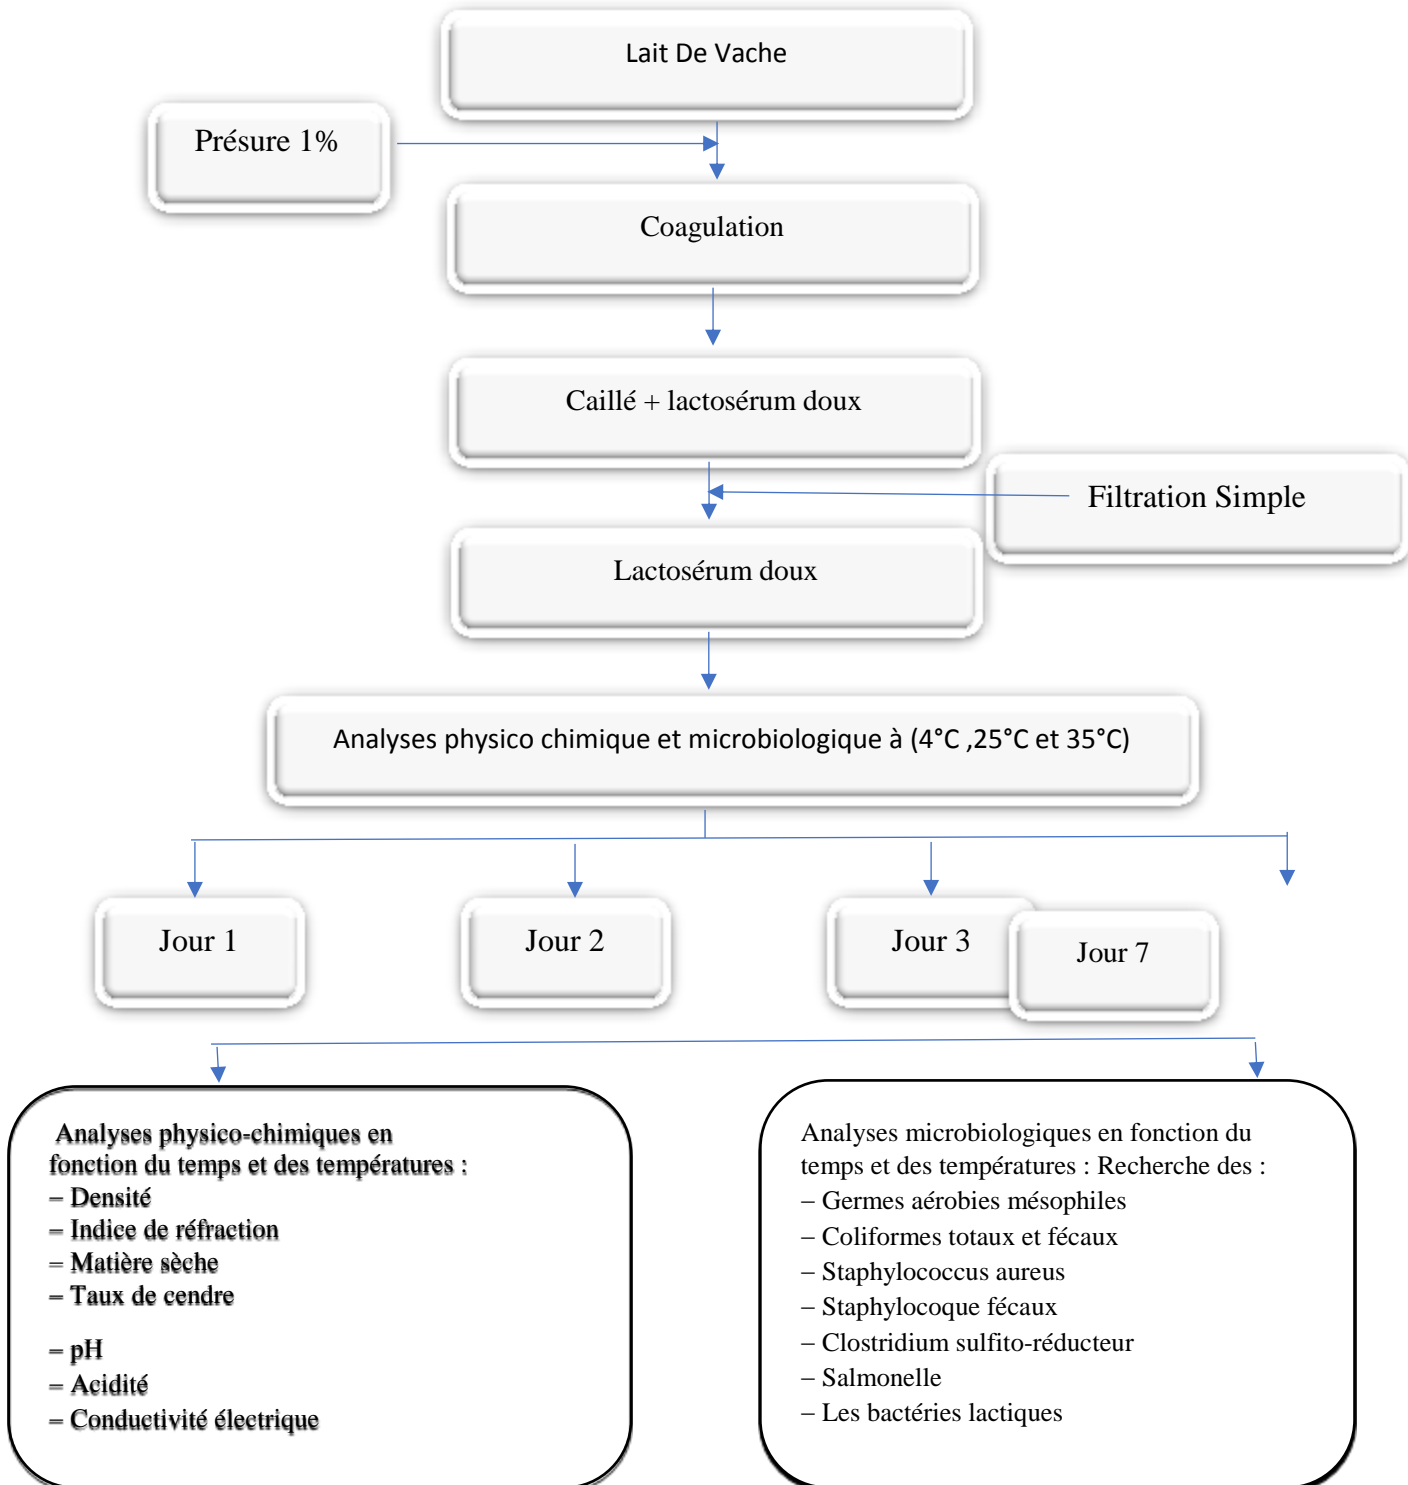 Lait De Vache
Présure 1%
Coagulation
Caillé + lactosérum doux
Filtration Simple
Lactosérum doux
Analyses physico chimique et microbiologique à (4°C ,25°C et 35°C)
Jour 1
Jour 2
Jour 3
Jour 7
Analyses physico-chimiques en
fonction du temps et des températures :
– Densité
– Indice de réfraction
– Matière sèche
– Taux de cendre
– pH
– Acidité
– Conductivité électrique
Analyses microbiologiques en fonction du
temps et des températures : Recherche des :
– Germes aérobies mésophiles
– Coliformes totaux et fécaux
– Staphylococcus aureus
– Staphylocoque fécaux
– Clostridium sulfito-réducteur
– Salmonelle
– Les bactéries lactiques